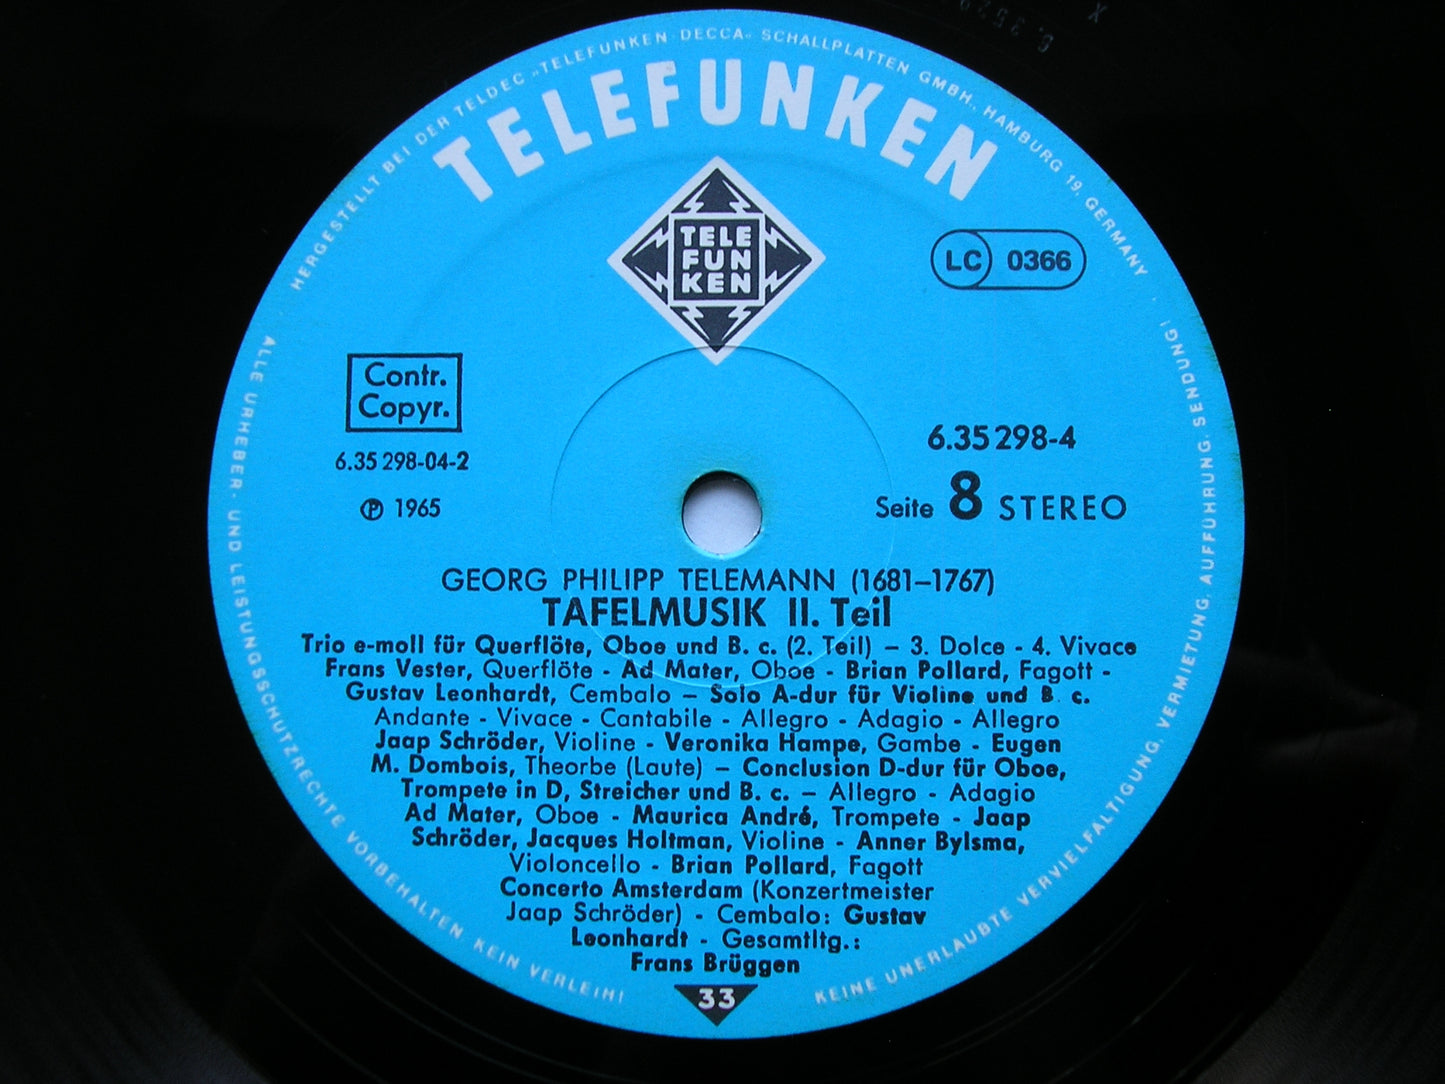 HERGESTELLT BEI DER TELDEC »TELEFUNKEN-DECCA« SCHALLPLATTEN GMBH., HAMBURG 19, GERMANY
TELEFUNKEN
TELE
FUN
KEN
LC 0366
Contr.
Copyr.
6.35 298-04-2
℗ 1965
6.35 298-4
Seite 8 STEREO
GEORG PHILIPP TELEMANN (1681–1767)
TAFELMUSIK II. Teil
Trio e-moll für Querflöte, Oboe und B. c. (2. Teil) – 3. Dolce - 4. Vivace
Frans Vester, Querflöte - Ad Mater, Oboe - Brian Pollard, Fagott -
Gustav Leonhardt, Cembalo – Solo A-dur für Violine und B. c.
Andante - Vivace - Cantabile - Allegro - Adagio - Allegro
Jaap Schröder, Violine - Veronika Hampe, Gambe - Eugen
M. Dombois, Theorbe (Laute) – Conclusion D-dur für Oboe,
Trompete in D, Streicher und B. c. – Allegro - Adagio
Ad Mater, Oboe - Maurica André, Trompete - Jaap
Schröder, Jacques Holtman, Violine - Anner Bylsma,
Violoncello - Brian Pollard, Fagott
Concerto Amsterdam (Konzertmeister
Jaap Schröder) - Cembalo: Gustav
Leonhardt - Gesamtltg.:
Frans Brüggen
33
ALLE URHEBER- UND LEISTUNGSSCHUTZRECHTE VORBEHALTEN KEIN VERLEIH!
KEINE UNERLAUBTE VERVIELFÄLTIGUNG, VERMIETUNG, AUFFÜHRUNG, SENDUNG!